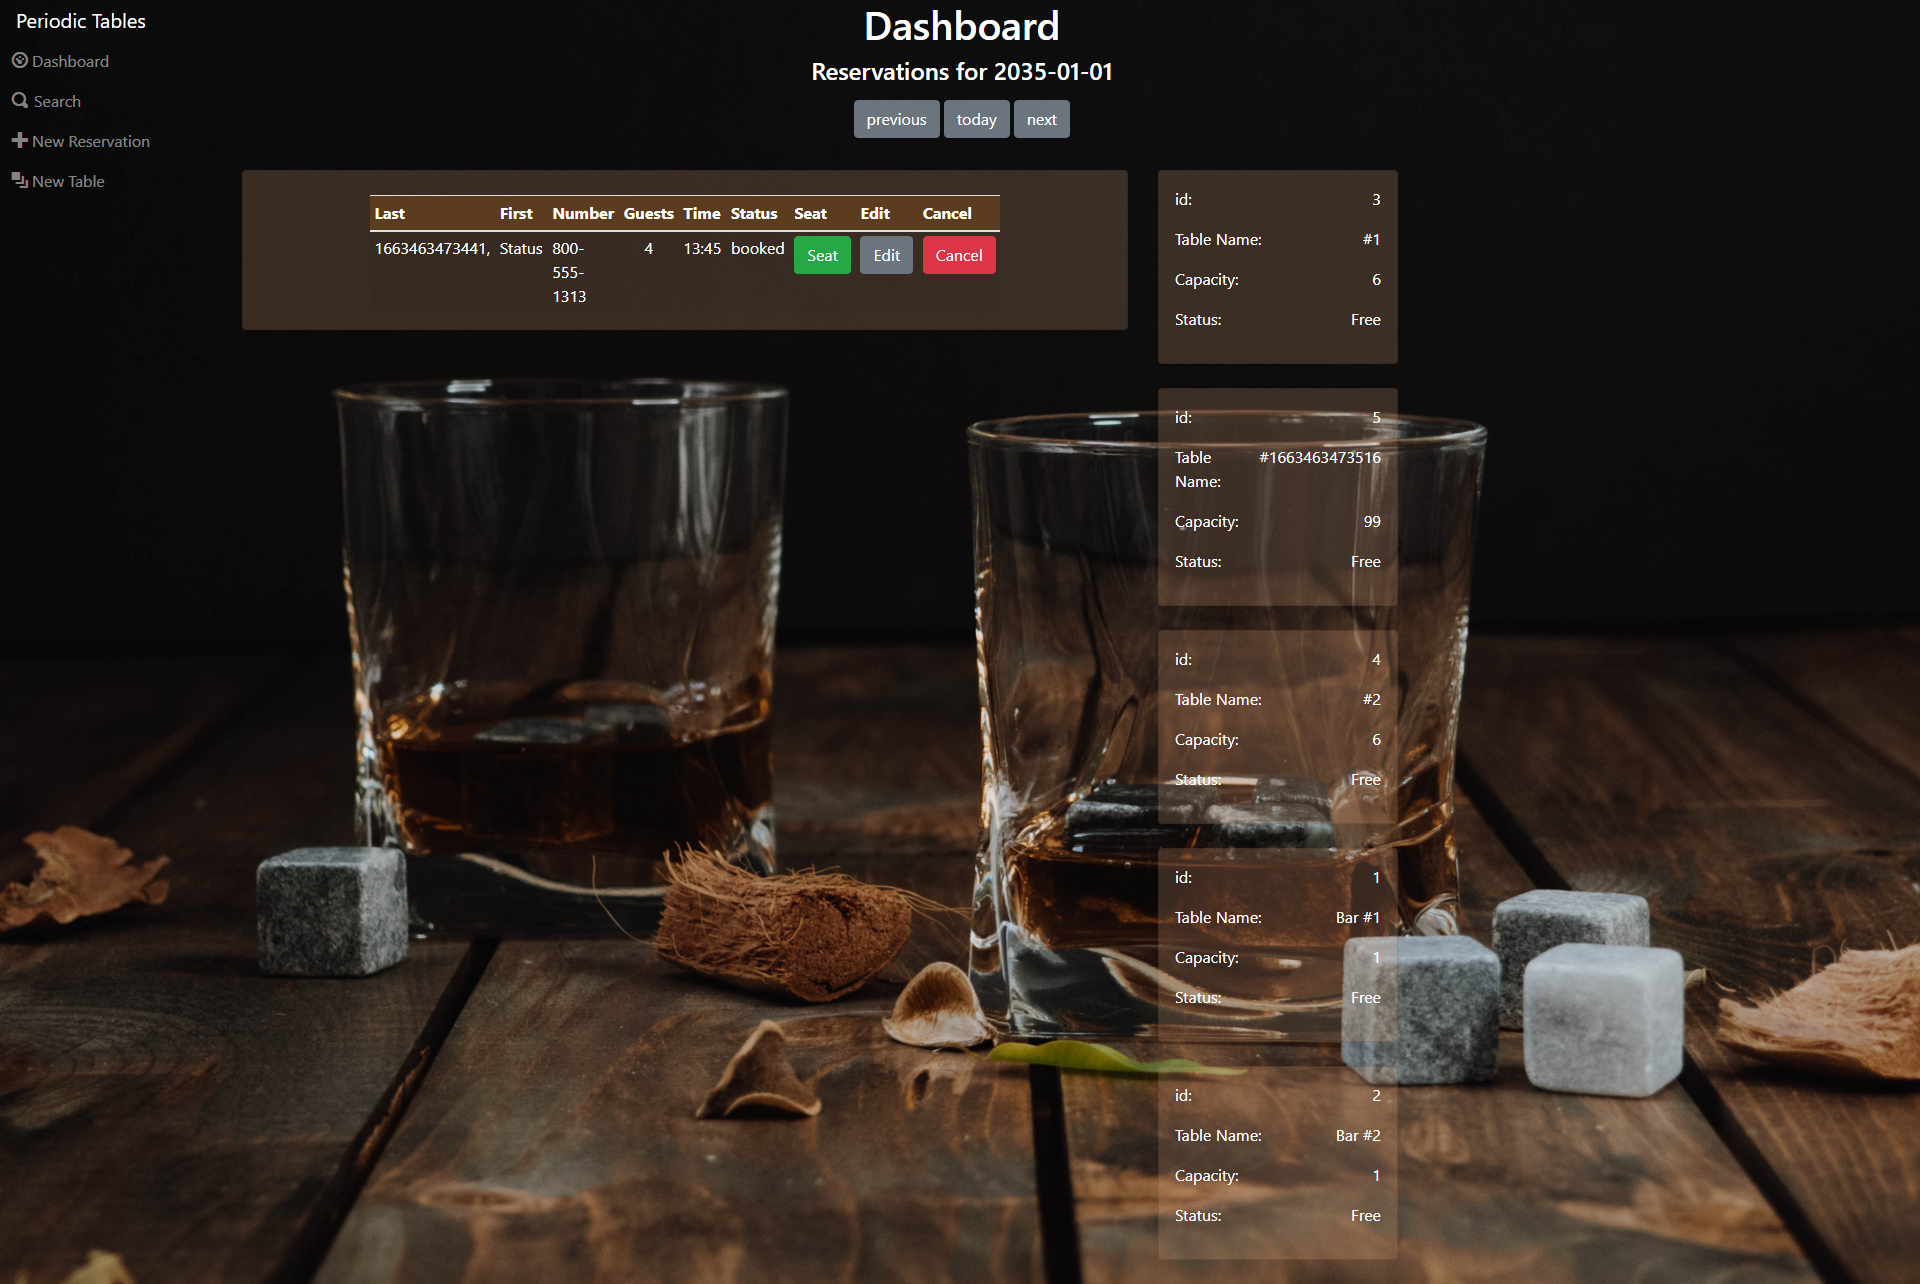 Periodic Tables
Dashboard
Search
New Reservation
New Table
Dashboard
Reservations for 2035-01-01
previous today next
Last First Number Guests Time Status Seat Edit Cancel
1663463473441, Status 800-555-1313 4 13:45 booked Seat Edit Cancel
id: 3
Table Name: #1
Capacity: 6
Status: Free
id: 5
Table Name: #1663463473516
Capacity: 99
Status: Free
id: 4
Table Name: #2
Capacity: 6
Status: Free
id: 1
Table Name: Bar #1
Capacity: 1
Status: Free
id: 2
Table Name: Bar #2
Capacity: 1
Status: Free